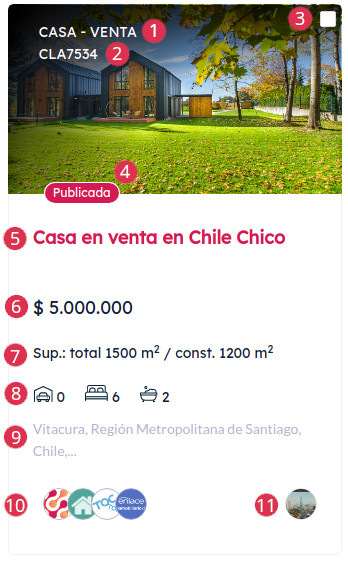 CASA - VENTA 1
3
CLA7534 2
4
Publicada
5 Casa en venta en Chile Chico
6 $ 5.000.000
7 Sup.: total 1500 m² / const. 1200 m²
8 0 6 2
9 Vitacura, Región Metropolitana de Santiago,
Chile,...
10 enlace 11